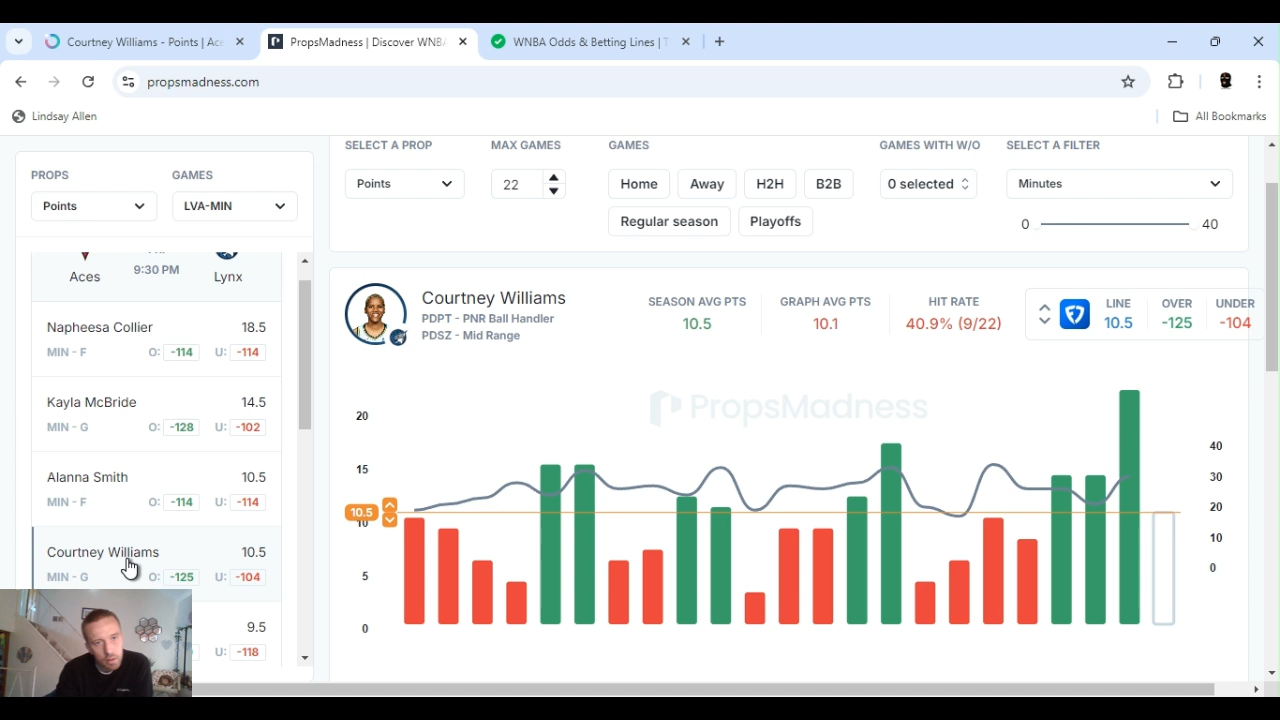 Courtney Williams - Points | Ace
PropsMadness | Discover WNB
WNBA Odds & Betting Lines | T
propsmadness.com
Lindsay Allen
All Bookmarks
PROPS
GAMES
Points
LVA-MIN
Aces
9:30 PM
Lynx
Napheesa Collier 18.5
MIN - F O: -114 U: -114
Kayla McBride 14.5
MIN - G O: -128 U: -102
Alanna Smith 10.5
MIN - F O: -114 U: -114
Courtney Williams 10.5
MIN - G O: -125 U: -104
9.5
U: -118
SELECT A PROP
MAX GAMES
GAMES
GAMES WITH W/O
SELECT A FILTER
Points
22
Home
Away
H2H
B2B
0 selected
Minutes
Regular season
Playoffs
0
40
Courtney Williams
PDPT - PNR Ball Handler
PDSZ - Mid Range
SEASON AVG PTS
10.5
GRAPH AVG PTS
10.1
HIT RATE
40.9% (9/22)
LINE
10.5
OVER
-125
UNDER
-104
PropsMadness
20
15
10.5
10
5
0
40
30
20
10
0